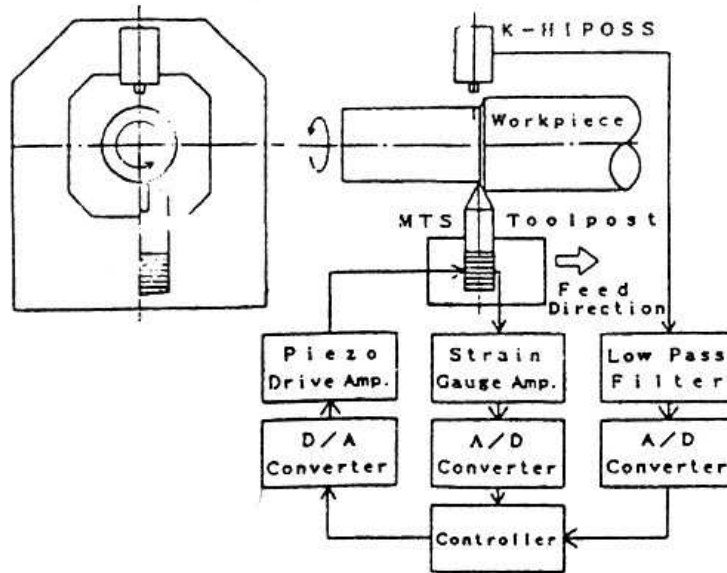 K-HIPOSS
Workpiece
MTS Toolpost
Feed
Direction
Piezo
Drive Amp.
Strain
Gauge Amp.
Low Pass
Filter
D/A
Converter
A/D
Converter
A/D
Converter
Controller